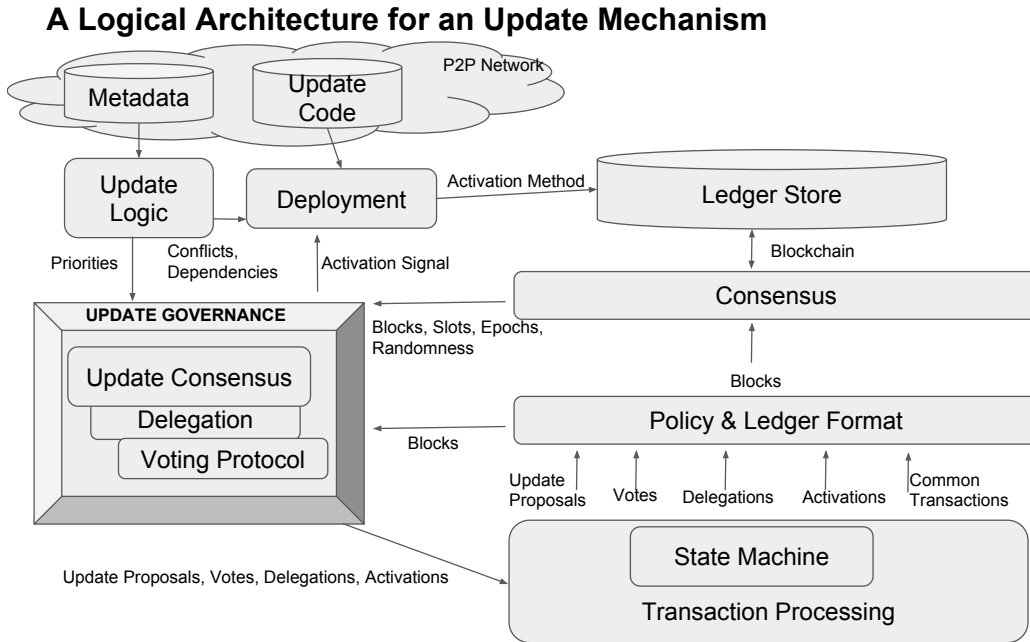 A Logical Architecture for an Update Mechanism
P2P Network
Metadata
Update
Code
Update
Logic
Deployment
Activation Method
Ledger Store
Priorities
Conflicts,
Dependencies
Activation Signal
Blockchain
UPDATE GOVERNANCE
Consensus
Blocks, Slots, Epochs,
Randomness
Update Consensus
Delegation
Voting Protocol
Blocks
Policy & Ledger Format
Blocks
Update
Proposals
Votes
Delegations
Activations
Common
Transactions
State Machine
Transaction Processing
Update Proposals, Votes, Delegations, Activations